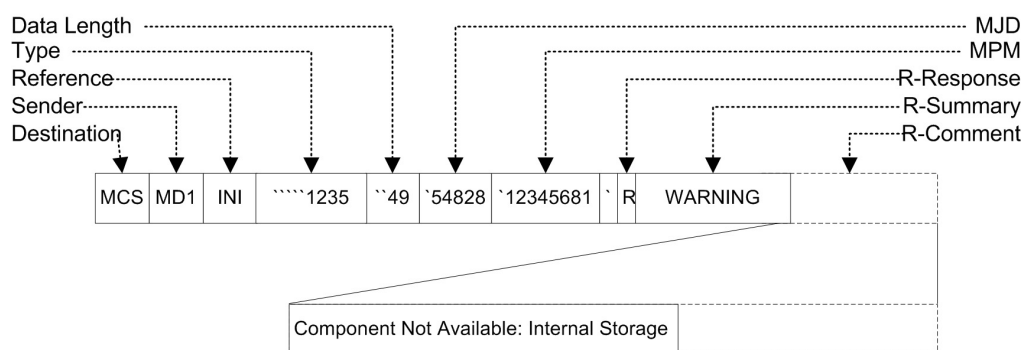 Data Length
Type
Reference
Sender
Destination
MJD
MPM
R-Response
R-Summary
R-Comment
MCS MD1 INI `````1235 ``49 `54828 `12345681 ` R WARNING
Component Not Available: Internal Storage